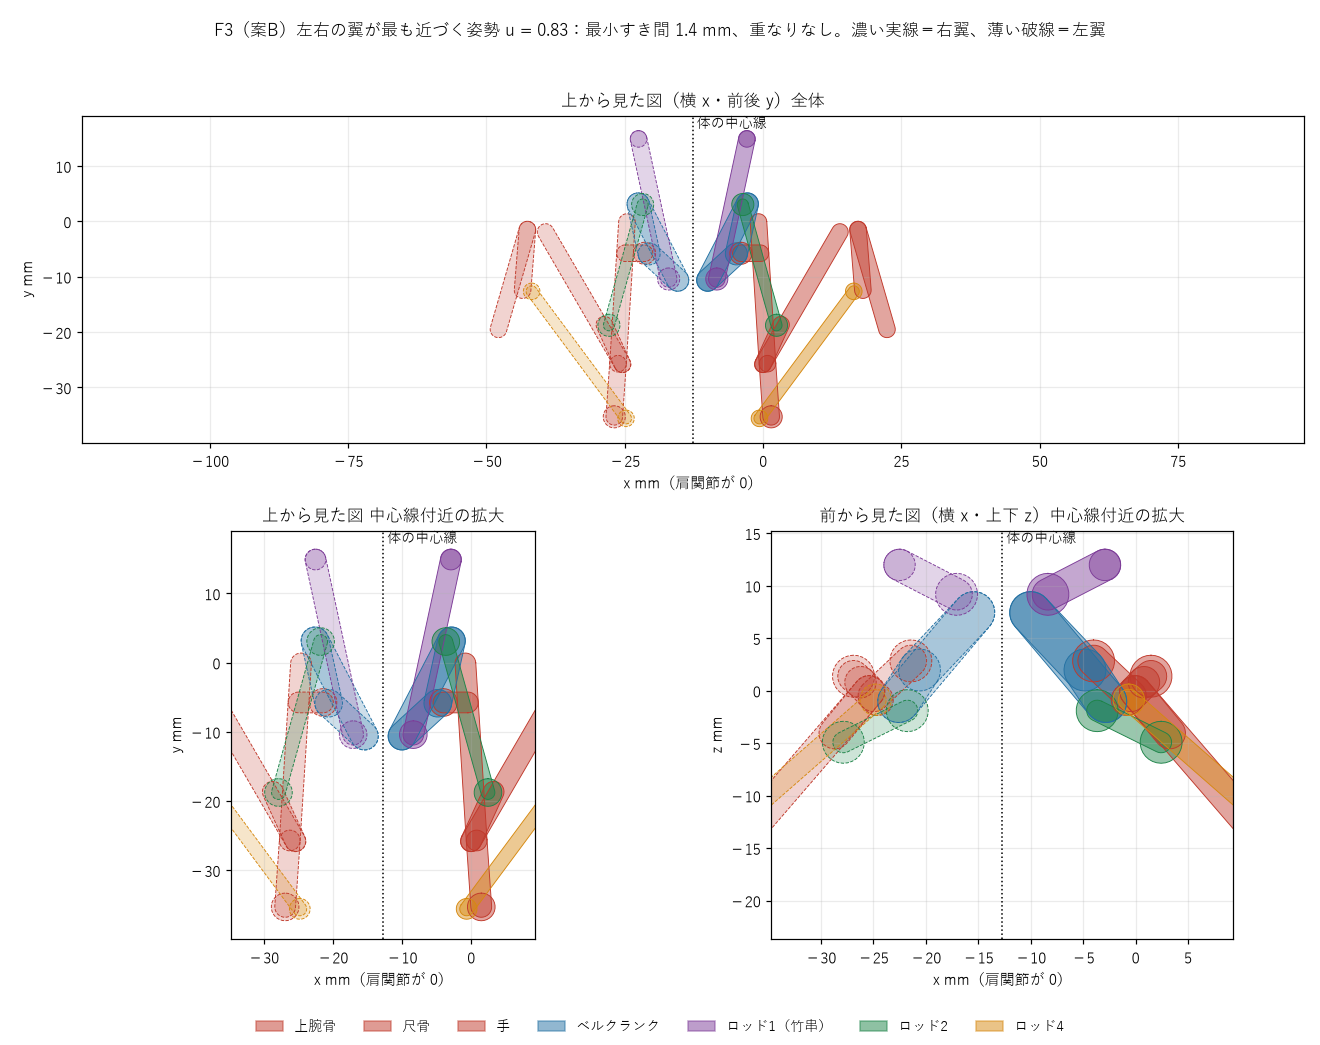 F3（案B）左右の翼が最も近づく姿勢 u = 0.83：最小すき間 1.4 mm、重なりなし。濃い実線＝右翼、薄い破線＝左翼
上から見た図（横 x・前後 y）全体
体の中心線
10
0
−10
−20
−30
y mm
−100
−75
−50
−25
0
25
50
75
x mm（肩関節が 0）
上から見た図 中心線付近の拡大
体の中心線
10
0
−10
−20
−30
y mm
−30
−20
−10
0
x mm（肩関節が 0）
前から見た図（横 x・上下 z）中心線付近の拡大
体の中心線
15
10
5
0
−5
−10
−15
−20
z mm
−30
−25
−20
−15
−10
−5
0
5
x mm（肩関節が 0）
上腕骨
尺骨
手
ベルクランク
ロッド1（竹串）
ロッド2
ロッド4